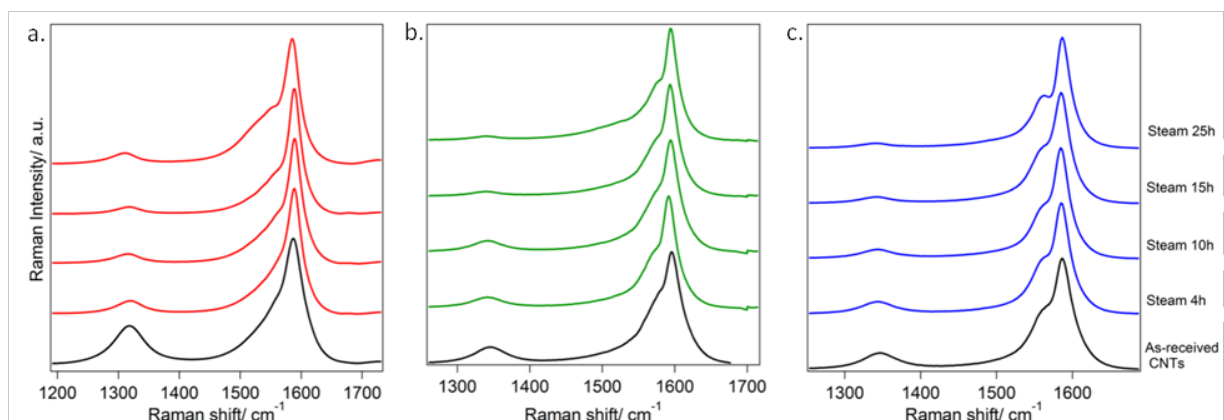 a.
b.
c.
Raman Intensity/ a.u.
Steam 25h
Steam 15h
Steam 10h
Steam 4h
As-received
CNTs
1200 1300 1400 1500 1600 1700
1300 1400 1500 1600 1700
1300 1400 1500 1600
Raman shift/ cm⁻¹
Raman shift/ cm⁻¹
Raman shift/ cm⁻¹